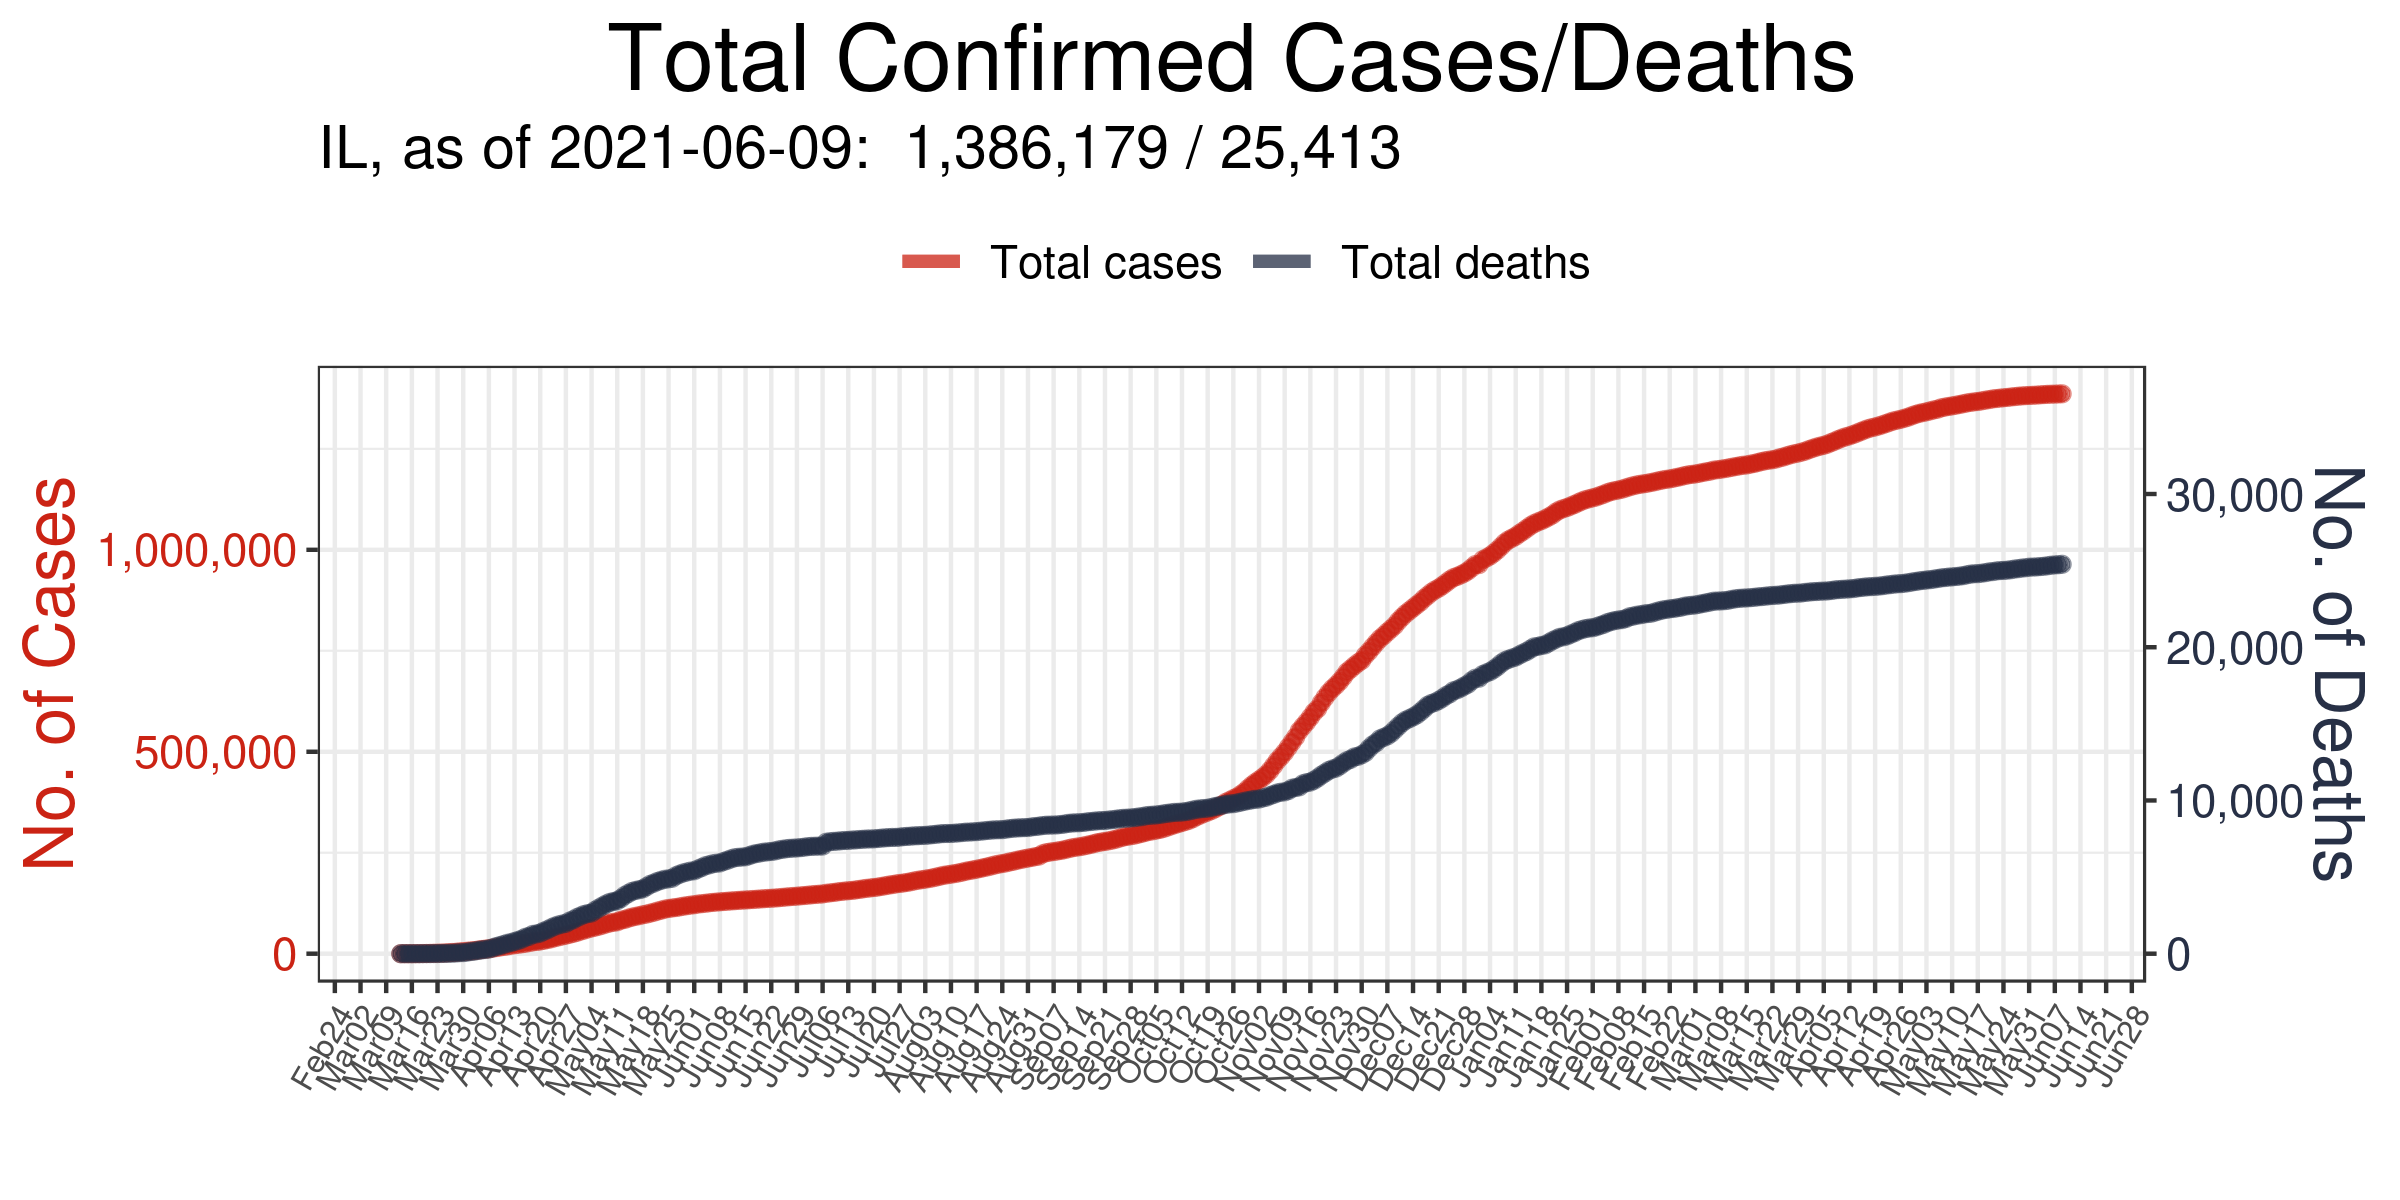 Total Confirmed Cases/Deaths
IL, as of 2021-06-09: 1,386,179 / 25,413
Total cases Total deaths
No. of Cases
1,000,000
500,000
0
30,000
20,000
10,000
0
No. of Deaths
Feb24 Mar02 Mar09 Mar16 Mar23 Mar30 Apr06 Apr13 Apr20 Apr27 May04 May11 May18 May25 Jun01 Jun08 Jun15 Jun22 Jun29 Jul06 Jul13 Jul20 Jul27 Aug03 Aug10 Aug17 Aug24 Aug31 Sep07 Sep14 Sep21 Sep28 Oct05 Oct12 Oct19 Oct26 Nov02 Nov09 Nov16 Nov23 Nov30 Dec07 Dec14 Dec21 Dec28 Jan04 Jan11 Jan18 Jan25 Feb01 Feb08 Feb15 Feb22 Mar01 Mar08 Mar15 Mar22 Mar29 Apr05 Apr12 Apr19 Apr26 May03 May10 May17 May24 May31 Jun07 Jun14 Jun21 Jun28